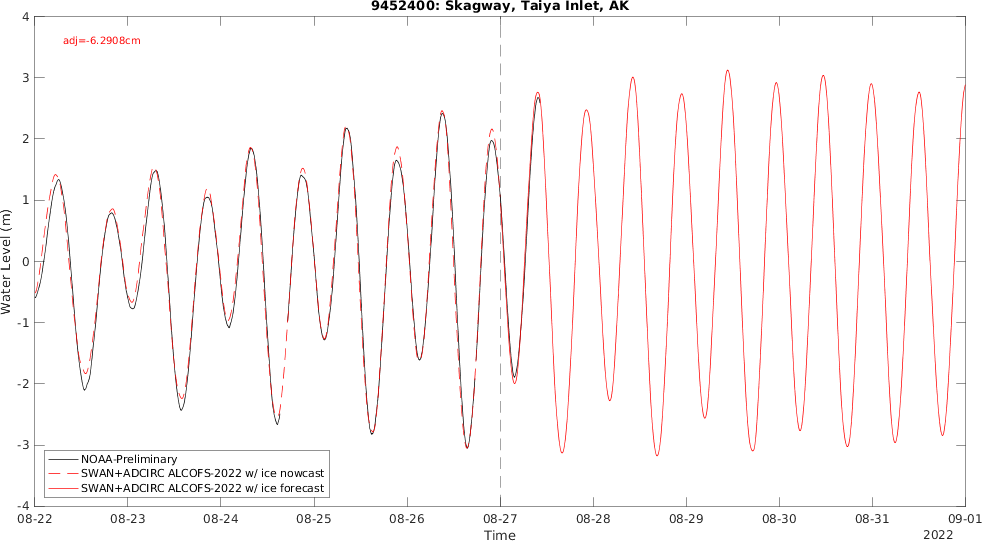 9452400: Skagway, Taiya Inlet, AK
adj=-6.2908cm
4
3
2
1
0
-1
-2
-3
-4
Water Level (m)
NOAA-Preliminary
SWAN+ADCIRC ALCOFS-2022 w/ ice nowcast
SWAN+ADCIRC ALCOFS-2022 w/ ice forecast
08-22 08-23 08-24 08-25 08-26 08-27 08-28 08-29 08-30 08-31 09-01
Time
2022